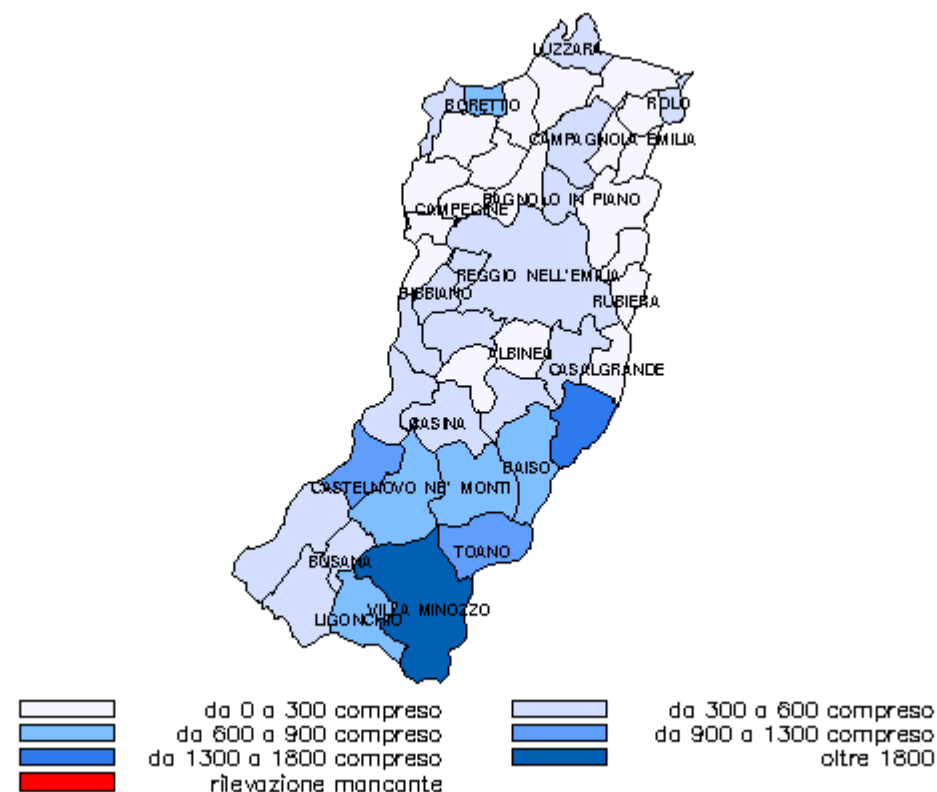 LUZZARA
BORETTO
ROLO
CAMPAGNOLA EMILIA
BAGNOLO IN PIANO
CAMPEGINE
REGGIO NELL'EMILIA
BIBBIANO
RUBIERA
ALBINEA
CASALGRANDE
CASINA
BAISO
CASTELNOVO NE' MONTI
TOANO
BUSANA
VILLA MINOZZO
LIGONCHIO
da 0 a 300 compreso
da 300 a 600 compreso
da 600 a 900 compreso
da 900 a 1300 compreso
da 1300 a 1800 compreso
oltre 1800
rilevazione mancante